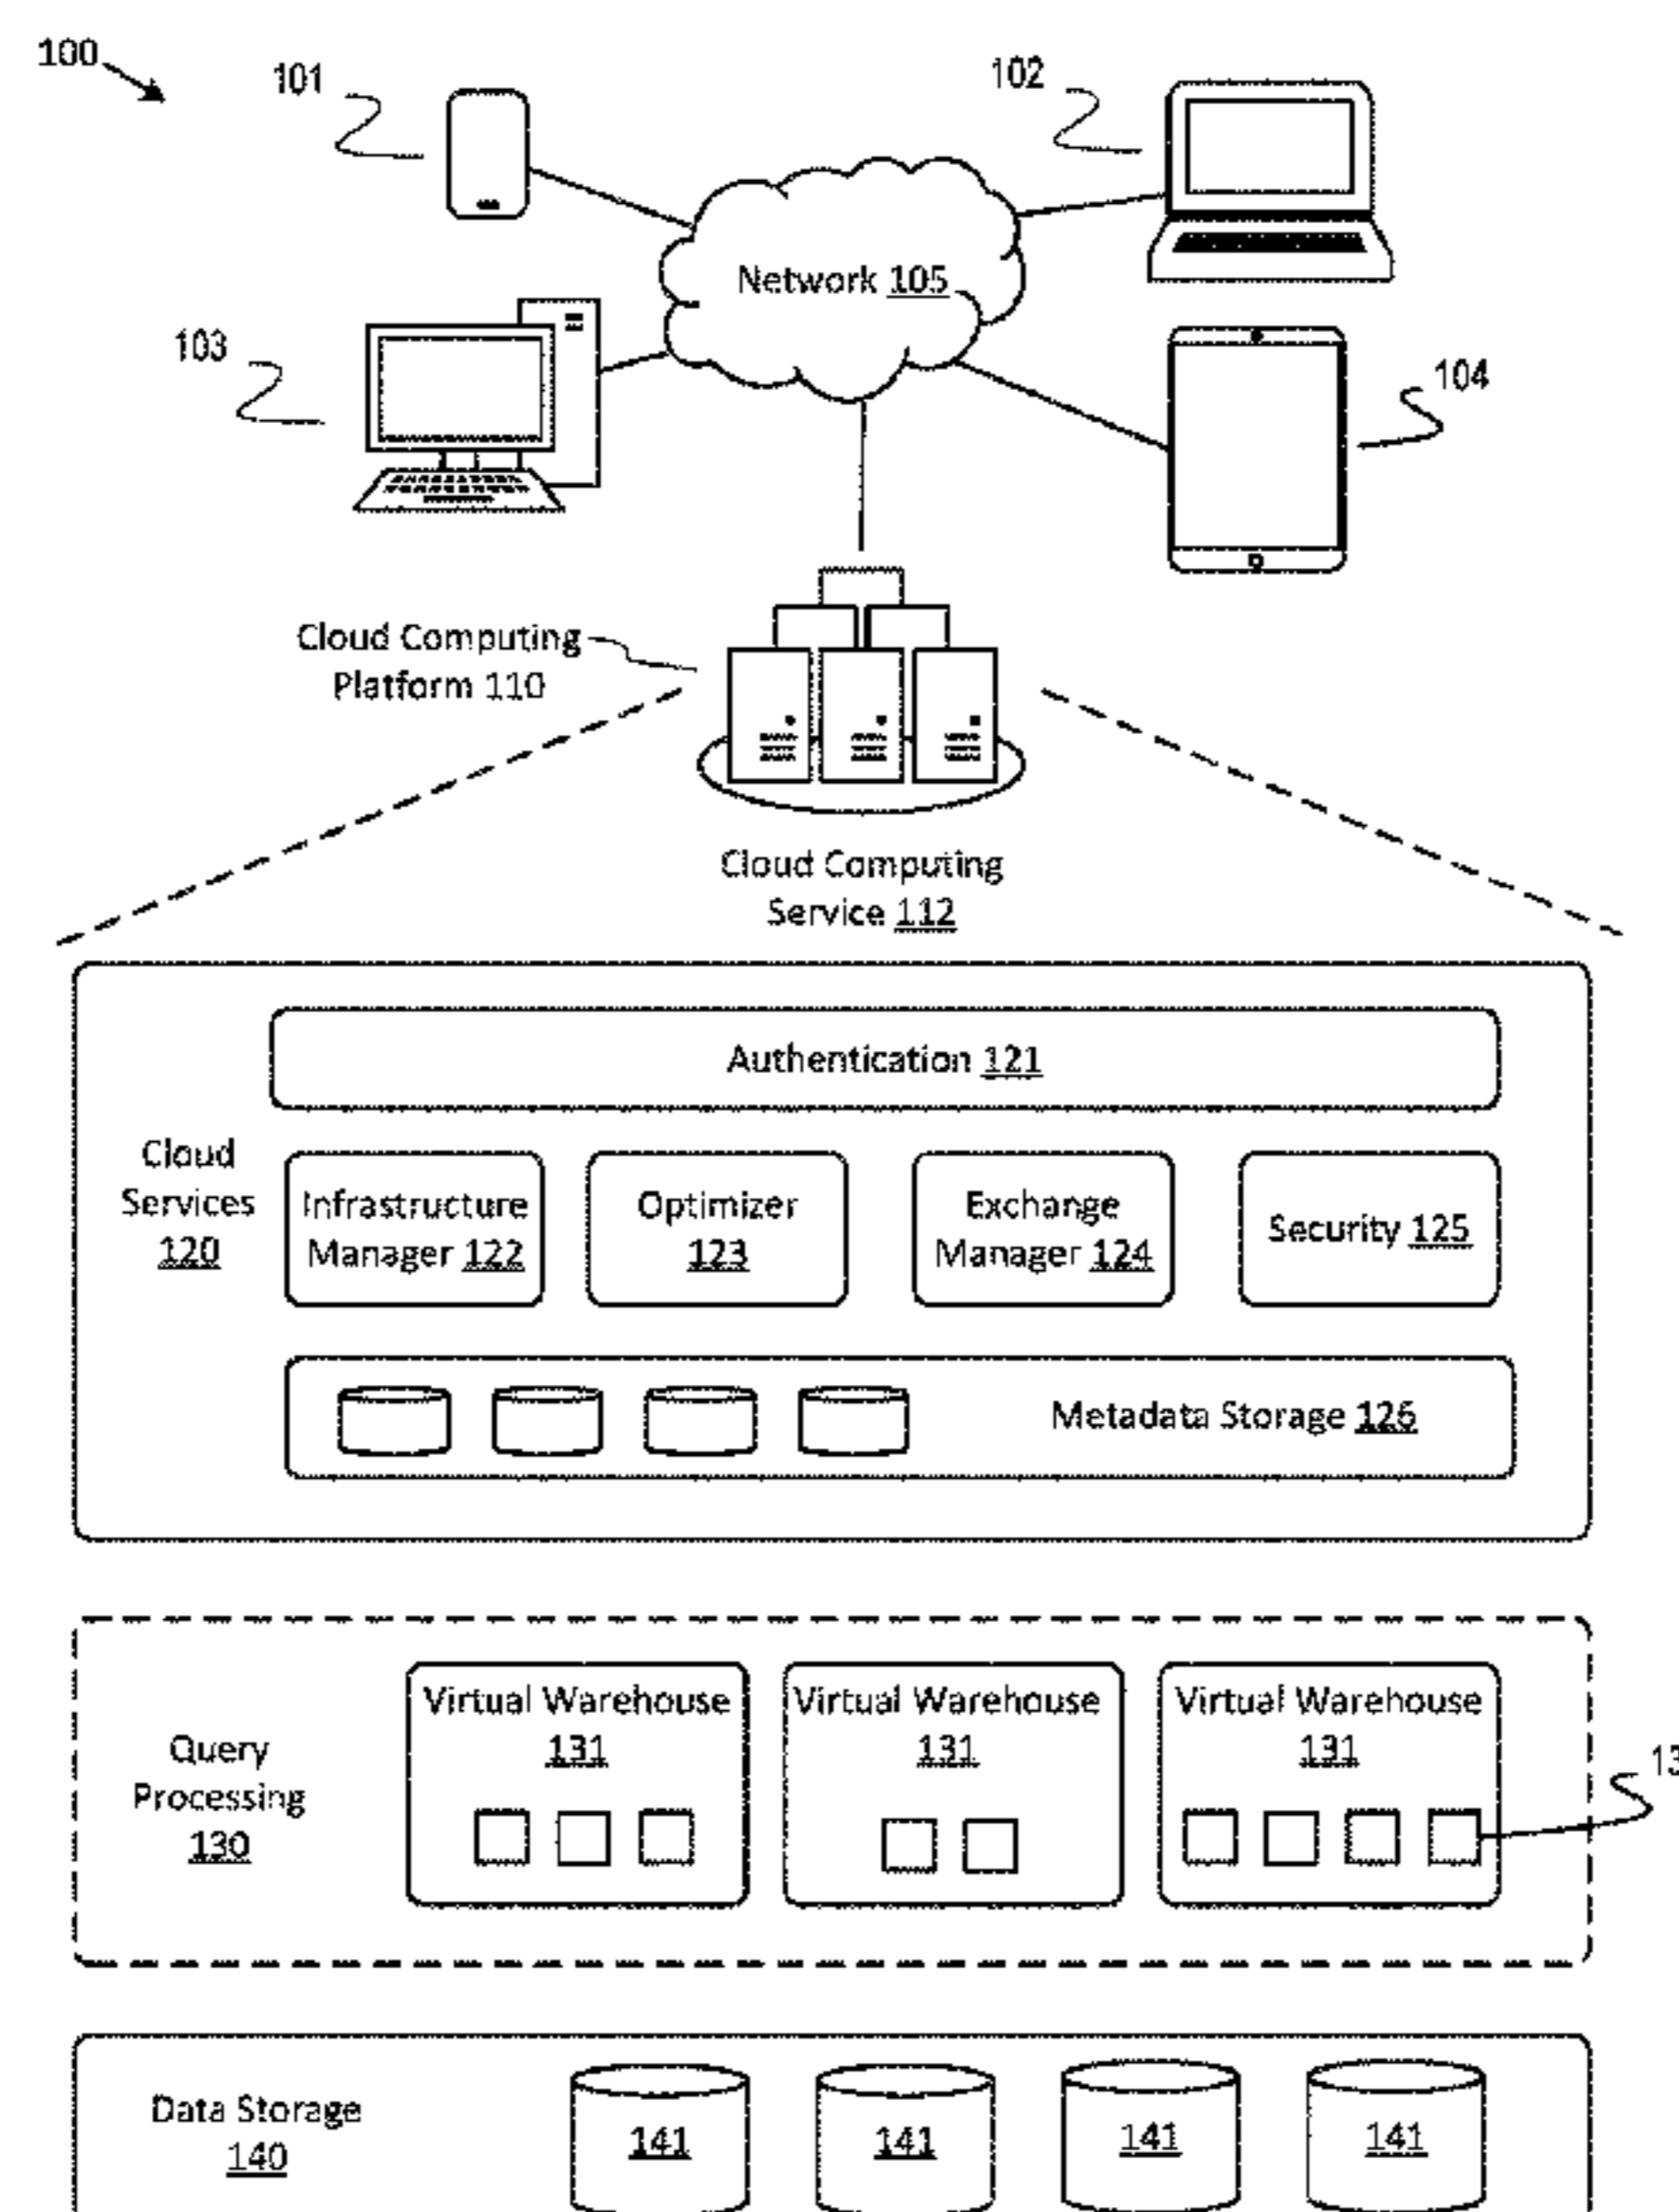 100
101
102
Network 105
103
104
Cloud Computing
Platform 110
Cloud Computing
Service 112
Authentication 121
Cloud
Services
120
Infrastructure
Manager 122
Optimizer
123
Exchange
Manager 124
Security 125
Metadata Storage 126
Query
Processing
130
Virtual Warehouse
131
Virtual Warehouse
131
Virtual Warehouse
131
Data Storage
140
141
141
141
141